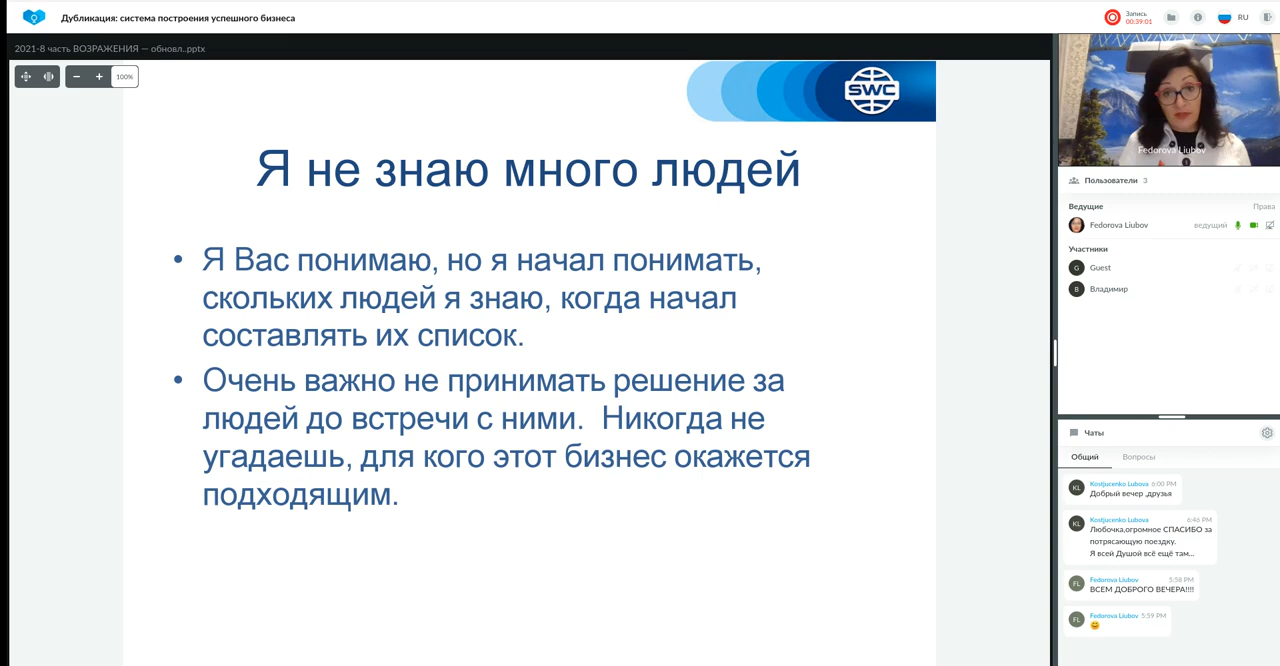 Дубликация: система построения успешного бизнеса
Запись
00:39:01
RU
2021-8 часть ВОЗРАЖЕНИЯ — обновл..pptx
100%
SWC
Я не знаю много людей
• Я Вас понимаю, но я начал понимать,
скольких людей я знаю, когда начал
составлять их список.
• Очень важно не принимать решение за
людей до встречи с ними. Никогда не
угадаешь, для кого этот бизнес окажется
подходящим.
Fedorova Liubov
Пользователи 3
Ведущие Права
Fedorova Liubov ведущий
Участники
G Guest
В Владимир
Чаты
Общий Вопросы
KL Kostjucenko Lubova 6:00 PM
Добрый вечер ,друзья
KL Kostjucenko Lubova 6:46 PM
Любочка,огромное СПАСИБО за
потрясающую поездку.
Я всей Душой всё ещё там...
FL Fedorova Liubov 5:58 PM
ВСЕМ ДОБРОГО ВЕЧЕРА!!!!
FL Fedorova Liubov 5:59 PM
😀